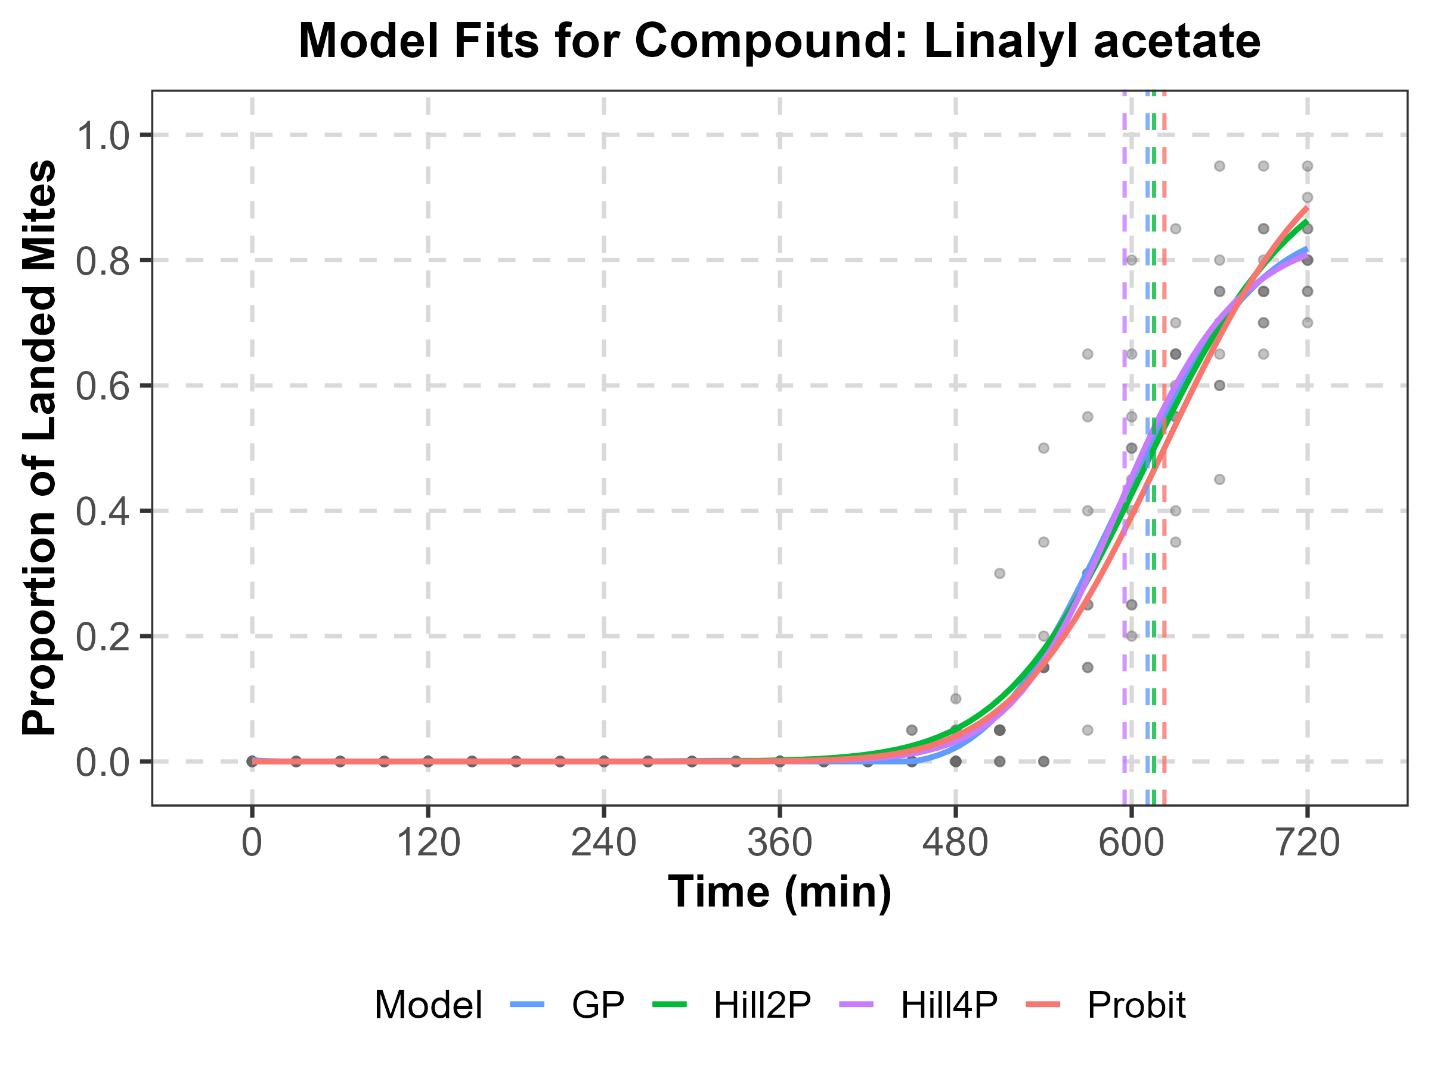 Model Fits for Compound: Linalyl acetate
Proportion of Landed Mites
1.0
0.8
0.6
0.4
0.2
0.0
0 120 240 360 480 600 720
Time (min)
Model GP Hill2P Hill4P Probit